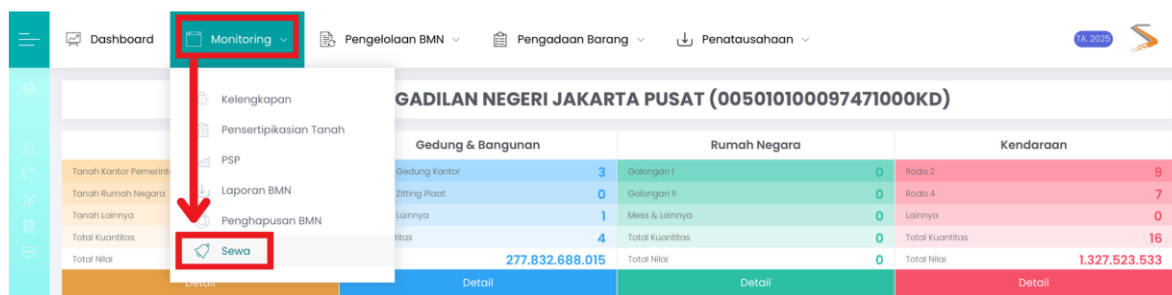 Dashboard
Monitoring
Pengelolaan BMN
Pengadaan Barang
Penatausahaan
TA. 2025
Kelengkapan
Pensertipikasian Tanah
PSP
Laporan BMN
Penghapusan BMN
Sewa
GADILAN NEGERI JAKARTA PUSAT (005010100097471000KD)
Tanah Kantor Pemerint
Tanah Rumah Negara
Tanah Lainnya
Total Kuantitas
Total Nilai
Detail
Gedung & Bangunan
Gedung Kantor 3
Zitting Plaat 0
Lainnya 1
titas 4
277.832.688.015
Detail
Rumah Negara
Golongan I 0
Golongan II 0
Mess & Lainnya 0
Total Kuantitas 0
Total Nilai 0
Detail
Kendaraan
Roda 2 9
Roda 4 7
Lainnya 0
Total Kuantitas 16
Total Nilai 1.327.523.533
Detail